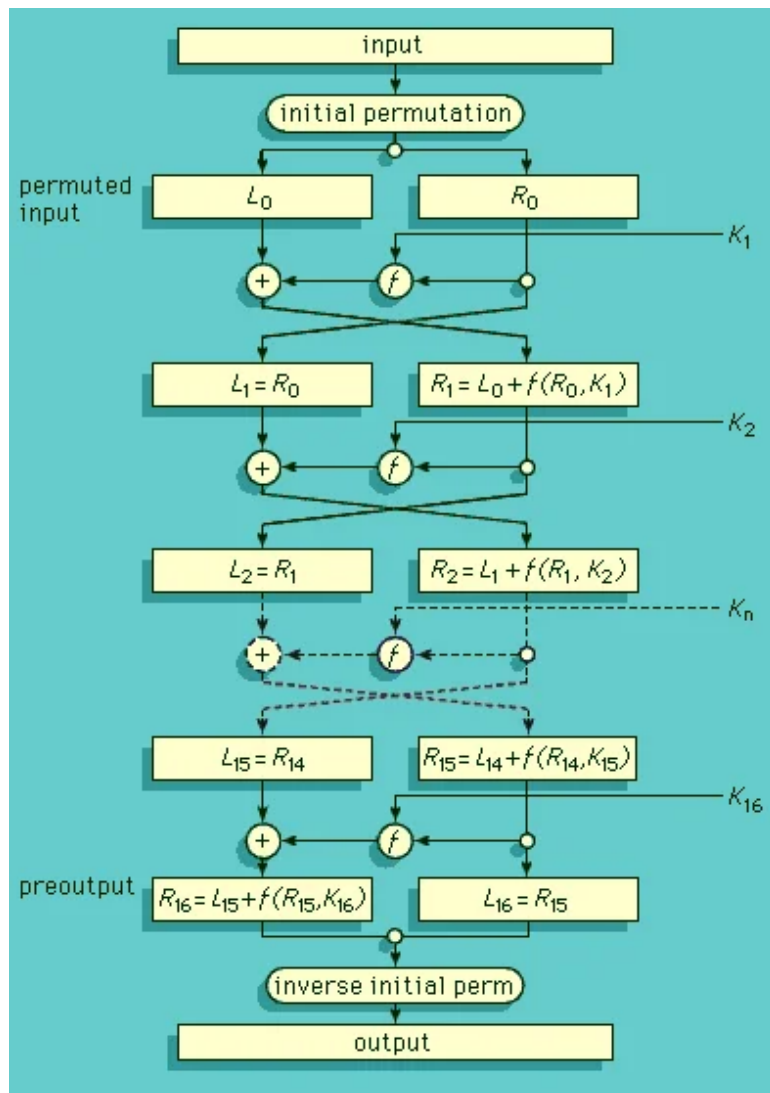 input
initial permutation
permuted
input
L₀
R₀
K₁
+
f
L₁ = R₀
R₁ = L₀ + f(R₀, K₁)
K₂
+
f
L₂ = R₁
R₂ = L₁ + f(R₁, K₂)
Kₙ
+
f
L₁₅ = R₁₄
R₁₅ = L₁₄ + f(R₁₄, K₁₅)
K₁₆
+
f
preoutput
R₁₆ = L₁₅ + f(R₁₅, K₁₆)
L₁₆ = R₁₅
inverse initial perm
output